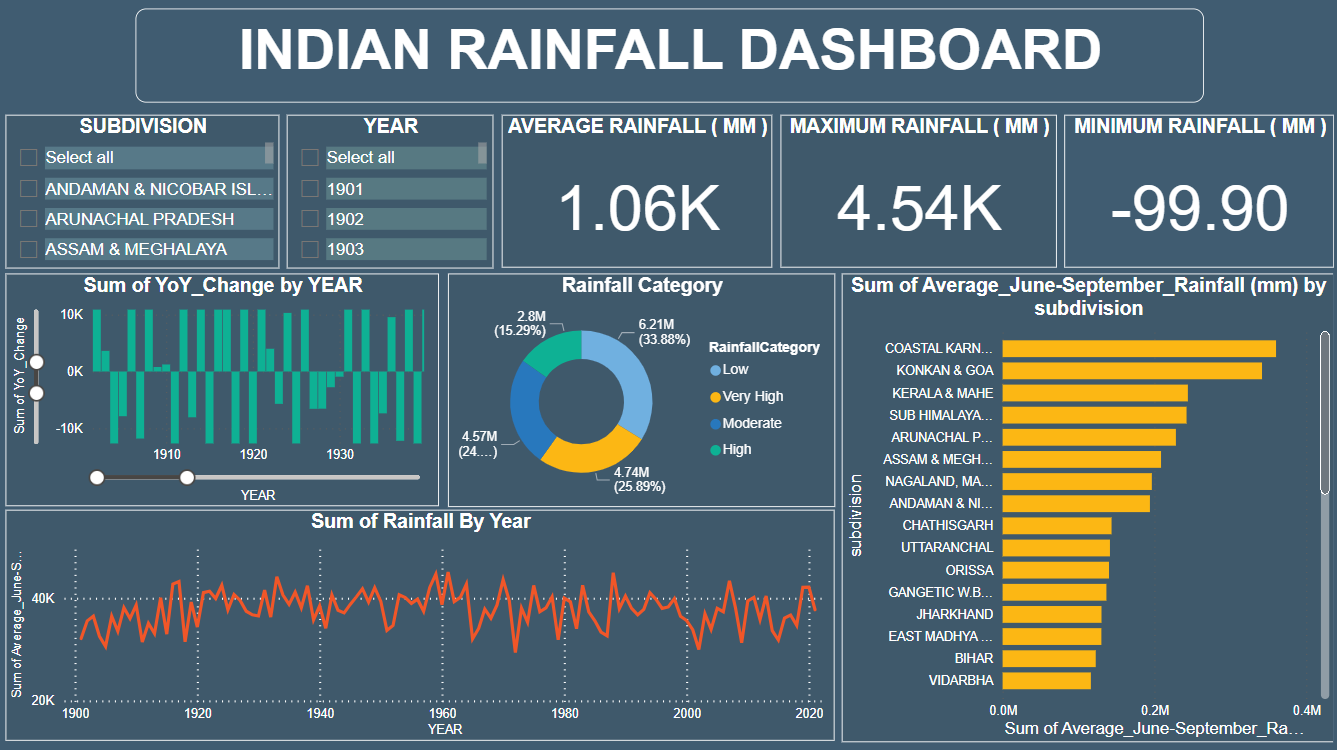 INDIAN RAINFALL DASHBOARD
SUBDIVISION
Select all
ANDAMAN & NICOBAR ISL...
ARUNACHAL PRADESH
ASSAM & MEGHALAYA
YEAR
Select all
1901
1902
1903
AVERAGE RAINFALL ( MM )
1.06K
MAXIMUM RAINFALL ( MM )
4.54K
MINIMUM RAINFALL ( MM )
-99.90
Sum of YoY_Change by YEAR
Sum of YoY_Change
10K
0K
-10K
1910 1920 1930
YEAR
Rainfall Category
2.8M
(15.29%)
6.21M
(33.88%)
4.57M
(24....)
4.74M
(25.89%)
RainfallCategory
Low
Very High
Moderate
High
Sum of Average_June-September_Rainfall (mm) by
subdivision
subdivision
COASTAL KARN...
KONKAN & GOA
KERALA & MAHE
SUB HIMALAYA...
ARUNACHAL P...
ASSAM & MEGH...
NAGALAND, MA...
ANDAMAN & NI...
CHATHISGARH
UTTARANCHAL
ORISSA
GANGETIC W.B...
JHARKHAND
EAST MADHYA ...
BIHAR
VIDARBHA
0.0M 0.2M 0.4M
Sum of Average_June-September_Ra...
Sum of Rainfall By Year
Sum of Average_June-S...
40K
20K
1900 1920 1940 1960 1980 2000 2020
YEAR